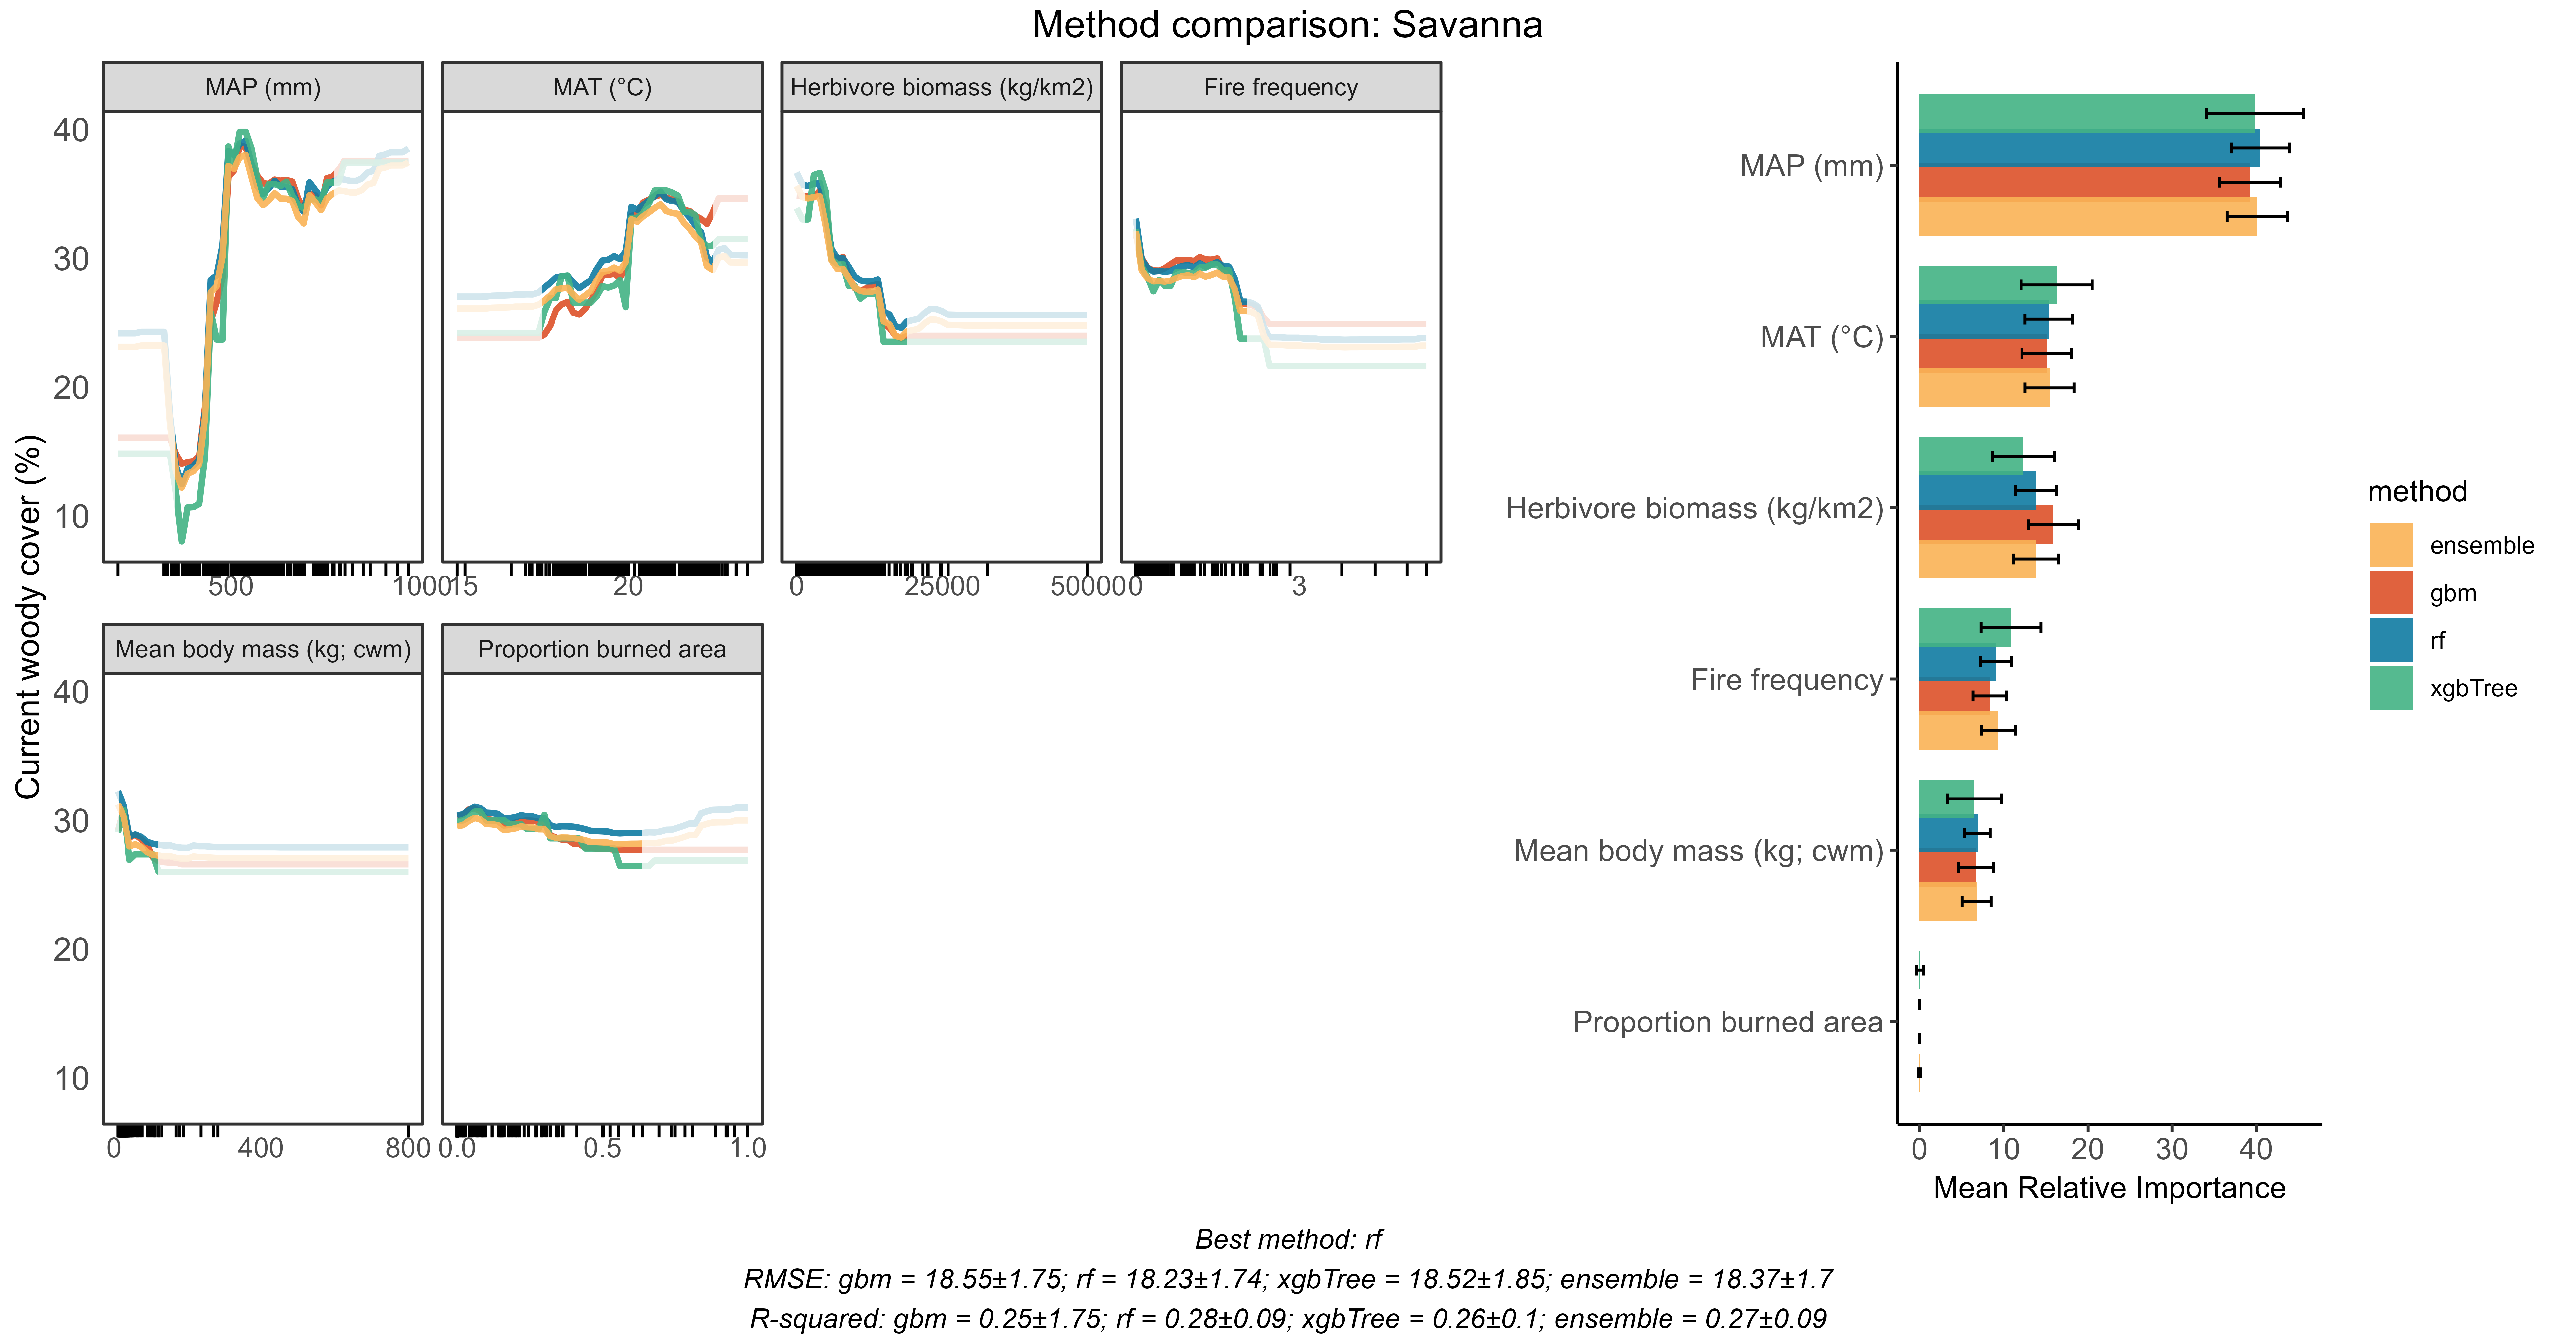 Method comparison: Savanna
MAP (mm)
MAT (°C)
Herbivore biomass (kg/km2)
Fire frequency
40
30
20
10
500
1000
15
20
0
25000
50000
0
3
Current woody cover (%)
Mean body mass (kg; cwm)
Proportion burned area
40
30
20
10
0
400
800
0.0
0.5
1.0
MAP (mm)
MAT (°C)
Herbivore biomass (kg/km2)
Fire frequency
Mean body mass (kg; cwm)
Proportion burned area
0
10
20
30
40
Mean Relative Importance
method
ensemble
gbm
rf
xgbTree
Best method: rf
RMSE: gbm = 18.55±1.75; rf = 18.23±1.74; xgbTree = 18.52±1.85; ensemble = 18.37±1.7
R-squared: gbm = 0.25±1.75; rf = 0.28±0.09; xgbTree = 0.26±0.1; ensemble = 0.27±0.09